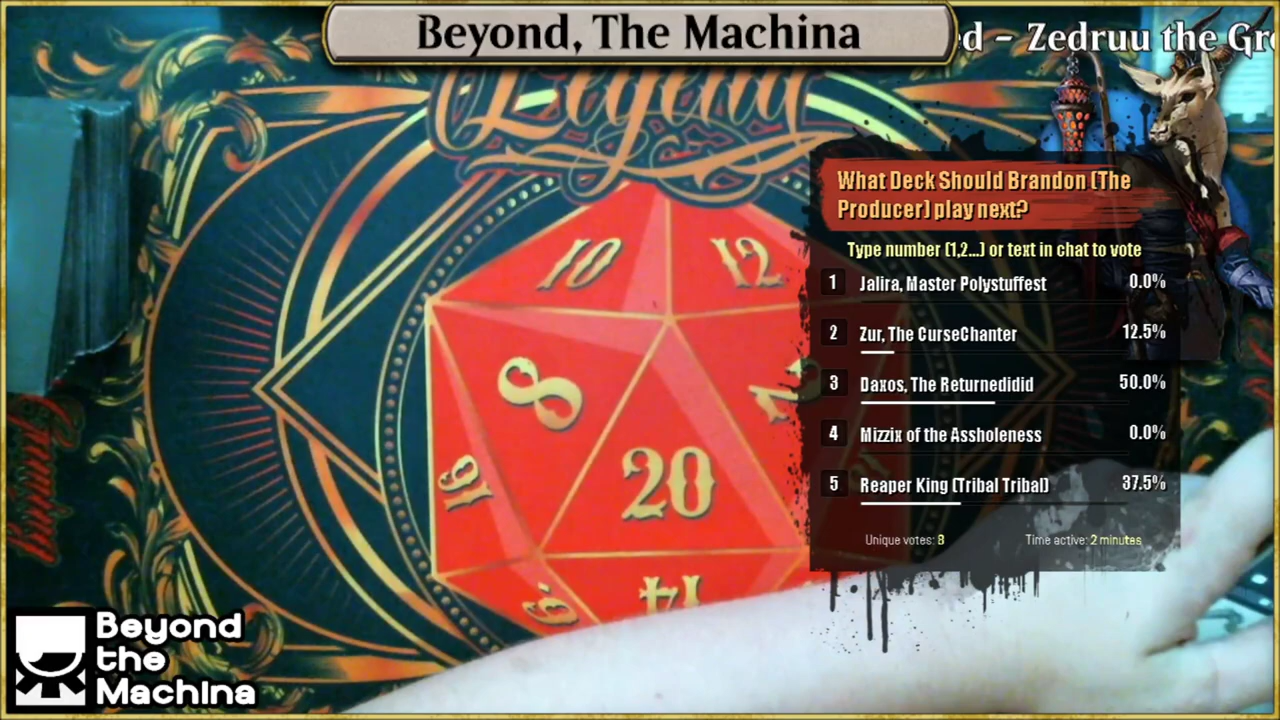 Beyond, The Machina
ed - Zedruu the Gre
Legend
What Deck Should Brandon (The
Producer) play next?
Type number (1,2...) or text in chat to vote
1 Jalira, Master Polystuffest 0.0%
2 Zur, The CurseChanter 12.5%
3 Daxos, The Returnedidid 50.0%
4 Mizzix of the Assholeness 0.0%
5 Reaper King (Tribal Tribal) 37.5%
Unique votes: 8 Time active: 2 minutes
10
12
8
20
16
14
Beyond
the
Machina